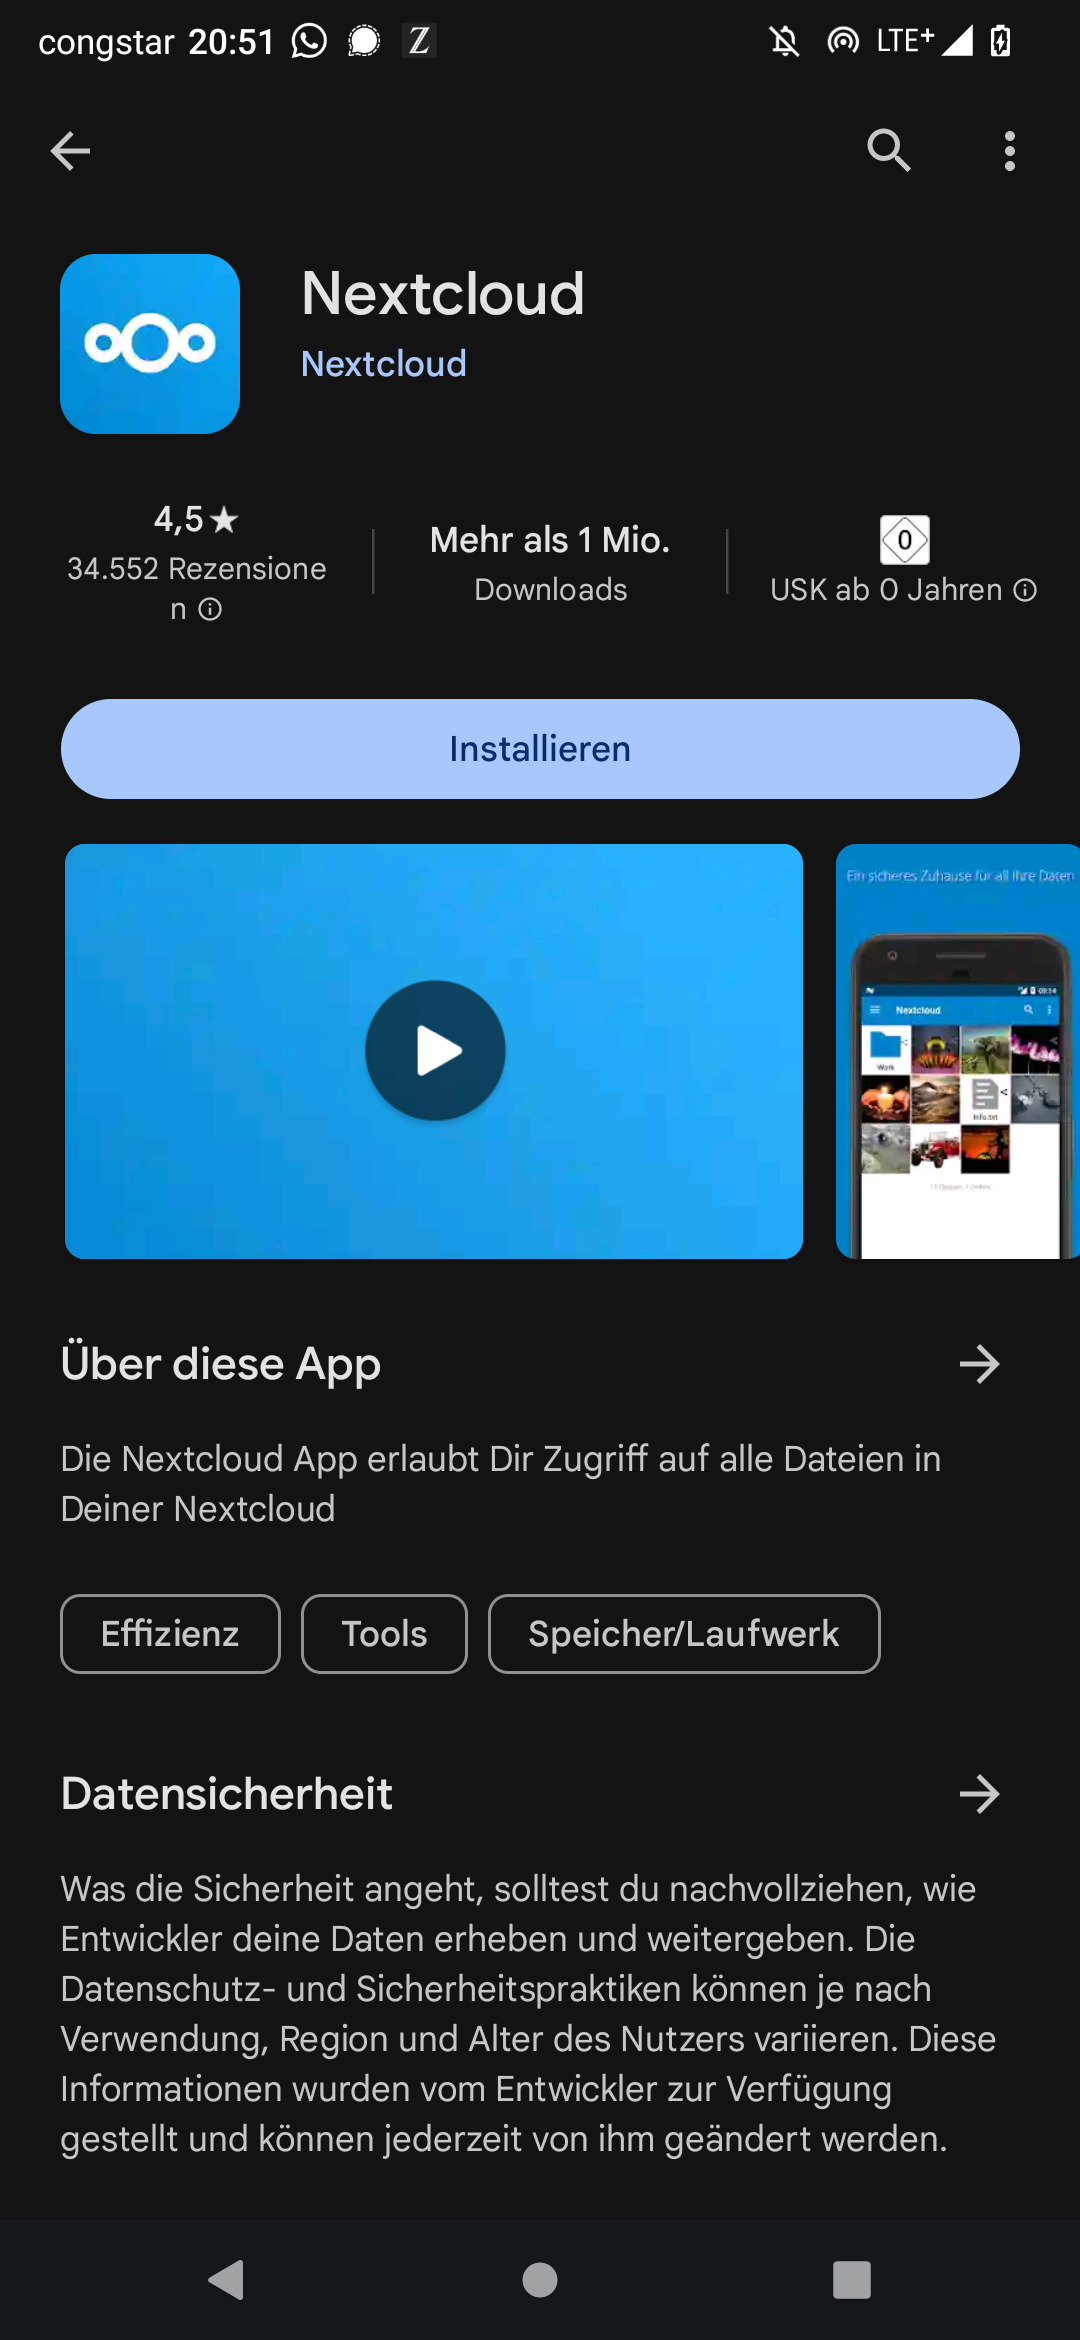 congstar 20:51 Z LTE+
Nextcloud
Nextcloud
4,5★
34.552 Rezensione
n
Mehr als 1 Mio.
Downloads
0
USK ab 0 Jahren
Installieren
Ein sicheres Zuhause für all Ihre Daten
09:14
Nextcloud
Work
Info.txt
Über diese App
Die Nextcloud App erlaubt Dir Zugriff auf alle Dateien in
Deiner Nextcloud
Effizienz
Tools
Speicher/Laufwerk
Datensicherheit
Was die Sicherheit angeht, solltest du nachvollziehen, wie
Entwickler deine Daten erheben und weitergeben. Die
Datenschutz- und Sicherheitspraktiken können je nach
Verwendung, Region und Alter des Nutzers variieren. Diese
Informationen wurden vom Entwickler zur Verfügung
gestellt und können jederzeit von ihm geändert werden.